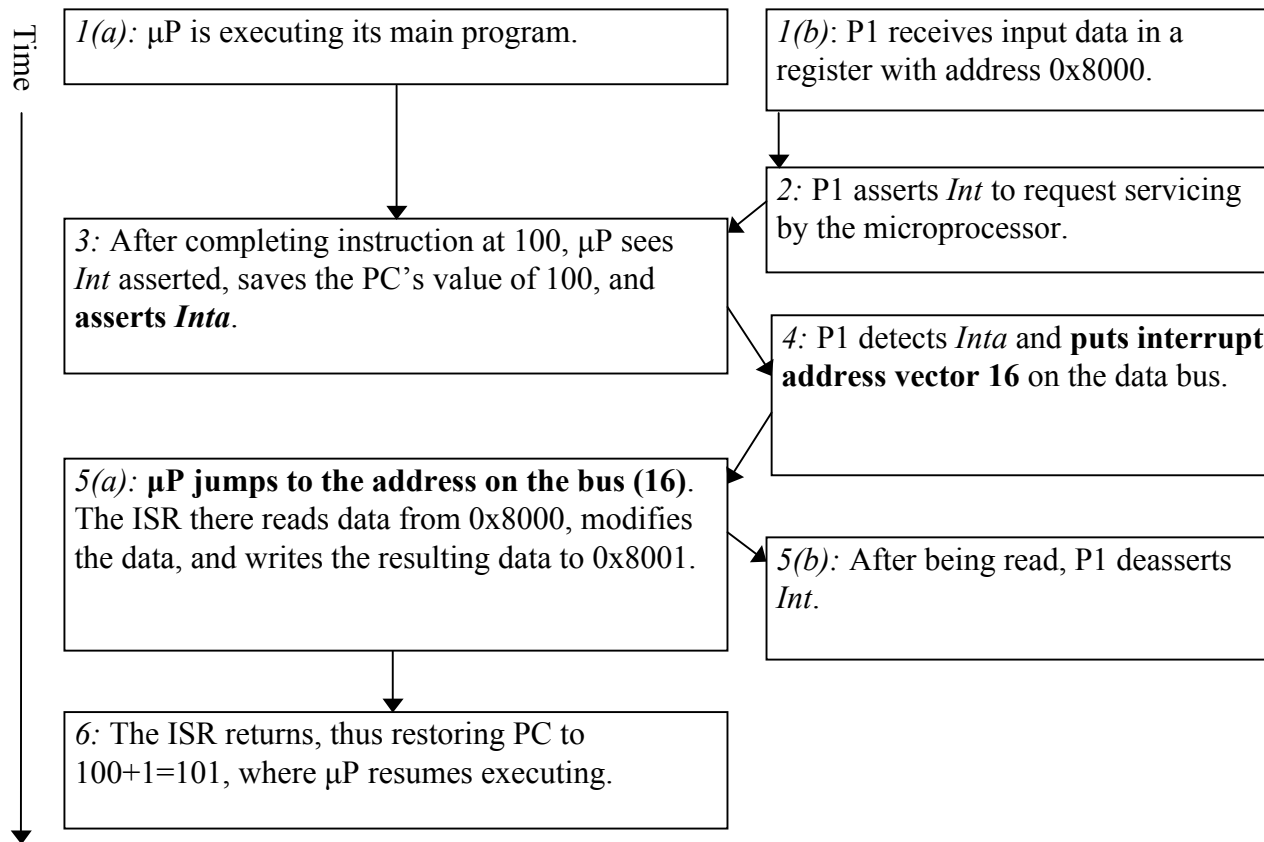 Time
1(a): μP is executing its main program.
1(b): P1 receives input data in a
register with address 0x8000.
2: P1 asserts Int to request servicing
by the microprocessor.
3: After completing instruction at 100, μP sees
Int asserted, saves the PC’s value of 100, and
asserts Inta.
4: P1 detects Inta and puts interrupt
address vector 16 on the data bus.
5(a): μP jumps to the address on the bus (16).
The ISR there reads data from 0x8000, modifies
the data, and writes the resulting data to 0x8001.
5(b): After being read, P1 deasserts
Int.
6: The ISR returns, thus restoring PC to
100+1=101, where μP resumes executing.